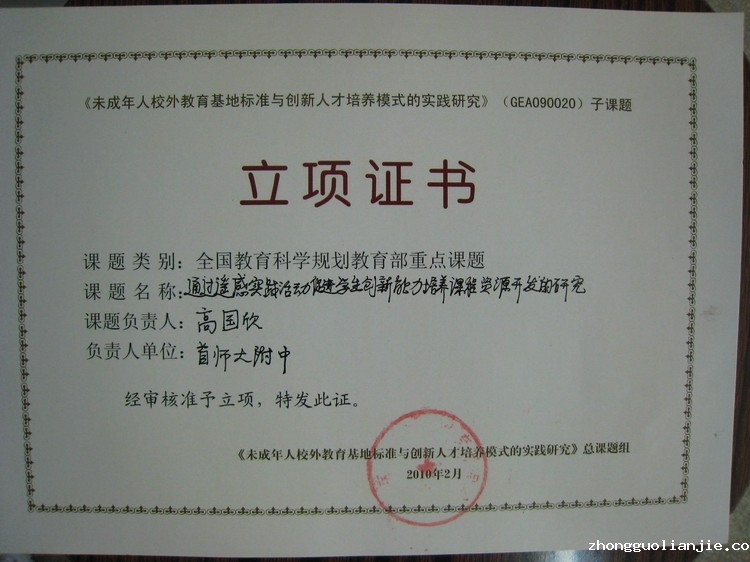 《未成年人校外教育基地标准与创新人才培养模式的实践研究》（GEA090020）子课题
立项证书
课题类别：全国教育科学规划教育部重点课题
课题名称：通过遥感实践活动促进学生创新能力培养课程资源开发的研究
课题负责人：高国欣
负责人单位：首师大附中
经审核准予立项，特发此证。
《未成年人校外教育基地标准与创新人才培养模式的实践研究》总课题组
2010年2月
zhongguolianjie.co